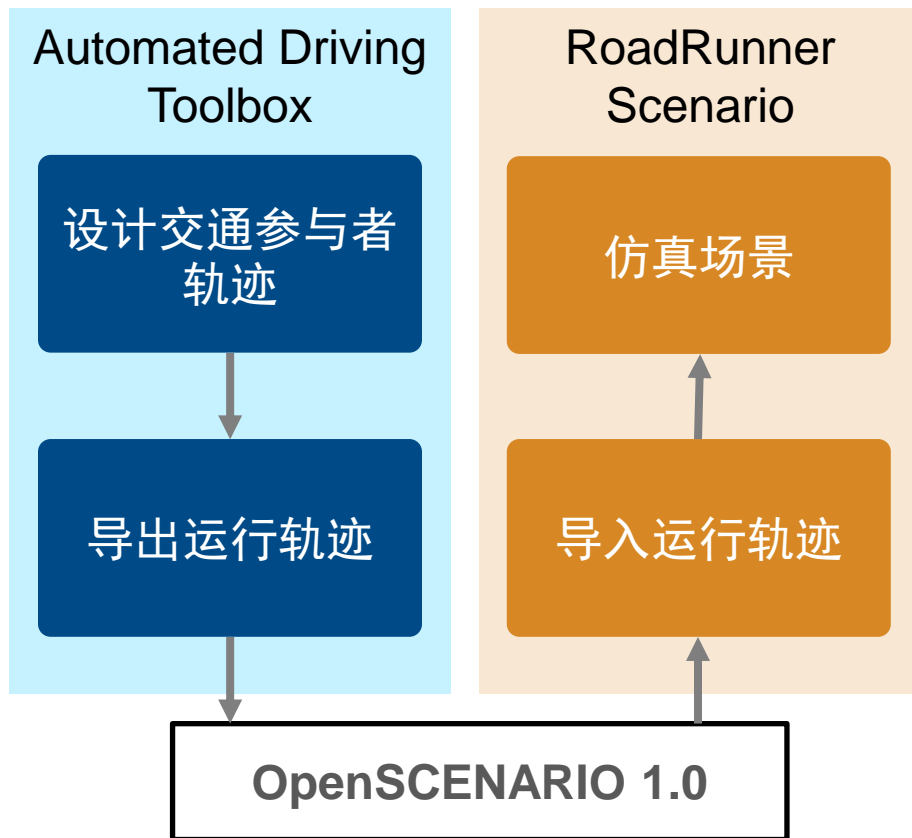 Automated Driving
Toolbox
设计交通参与者
轨迹
导出运行轨迹
RoadRunner
Scenario
仿真场景
导入运行轨迹
OpenSCENARIO 1.0